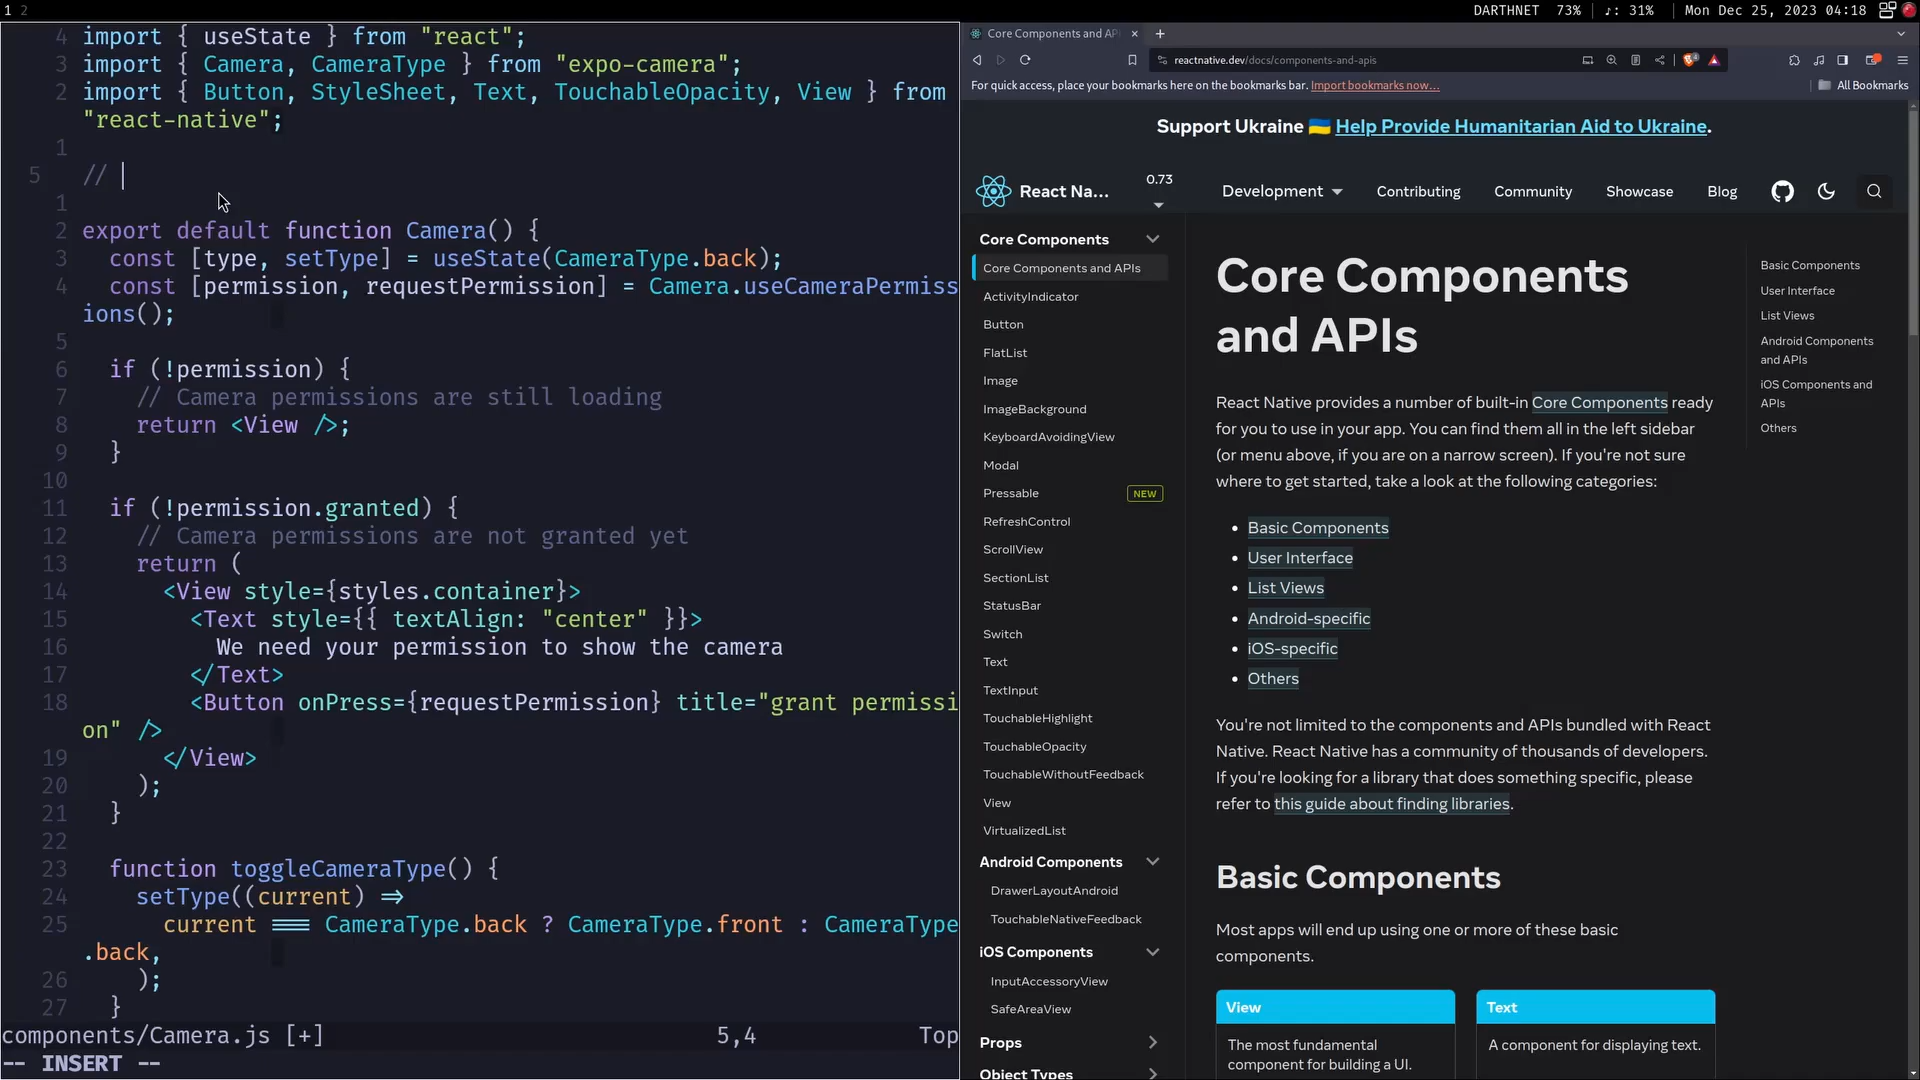 1 2
DARTHNET 73% ♪: 31% Mon Dec 25, 2023 04:18
4 import { useState } from "react";
3 import { Camera, CameraType } from "expo-camera";
2 import { Button, StyleSheet, Text, TouchableOpacity, View } from
"react-native";
1
5 //
1
2 export default function Camera() {
3 const [type, setType] = useState(CameraType.back);
4 const [permission, requestPermission] = Camera.useCameraPermiss
ions();
5
6 if (!permission) {
7 // Camera permissions are still loading
8 return <View />;
9 }
10
11 if (!permission.granted) {
12 // Camera permissions are not granted yet
13 return (
14 <View style={styles.container}>
15 <Text style={{ textAlign: "center" }}>
16 We need your permission to show the camera
17 </Text>
18 <Button onPress={requestPermission} title="grant permissi
on" />
19 </View>
20 );
21 }
22
23 function toggleCameraType() {
24 setType((current) =>
25 current === CameraType.back ? CameraType.front : CameraType
.back,
26 );
27 }
components/Camera.js [+] 5,4 Top
-- INSERT --
Core Components and AP
reactnative.dev/docs/components-and-apis
For quick access, place your bookmarks here on the bookmarks bar. Import bookmarks now...
All Bookmarks
Support Ukraine 🇺🇦 Help Provide Humanitarian Aid to Ukraine.
React Na... 0.73 Development Contributing Community Showcase Blog
Core Components
Core Components and APIs
ActivityIndicator
Button
FlatList
Image
ImageBackground
KeyboardAvoidingView
Modal
Pressable NEW
RefreshControl
ScrollView
SectionList
StatusBar
Switch
Text
TextInput
TouchableHighlight
TouchableOpacity
TouchableWithoutFeedback
View
VirtualizedList
Android Components
DrawerLayoutAndroid
TouchableNativeFeedback
iOS Components
InputAccessoryView
SafeAreaView
Props
Object Types
Core Components
and APIs
React Native provides a number of built-in Core Components ready
for you to use in your app. You can find them all in the left sidebar
(or menu above, if you are on a narrow screen). If you're not sure
where to get started, take a look at the following categories:
• Basic Components
• User Interface
• List Views
• Android-specific
• iOS-specific
• Others
You're not limited to the components and APIs bundled with React
Native. React Native has a community of thousands of developers.
If you're looking for a library that does something specific, please
refer to this guide about finding libraries.
Basic Components
Most apps will end up using one or more of these basic
components.
View
The most fundamental
component for building a UI.
Text
A component for displaying text.
Basic Components
User Interface
List Views
Android Components
and APIs
iOS Components and
APIs
Others